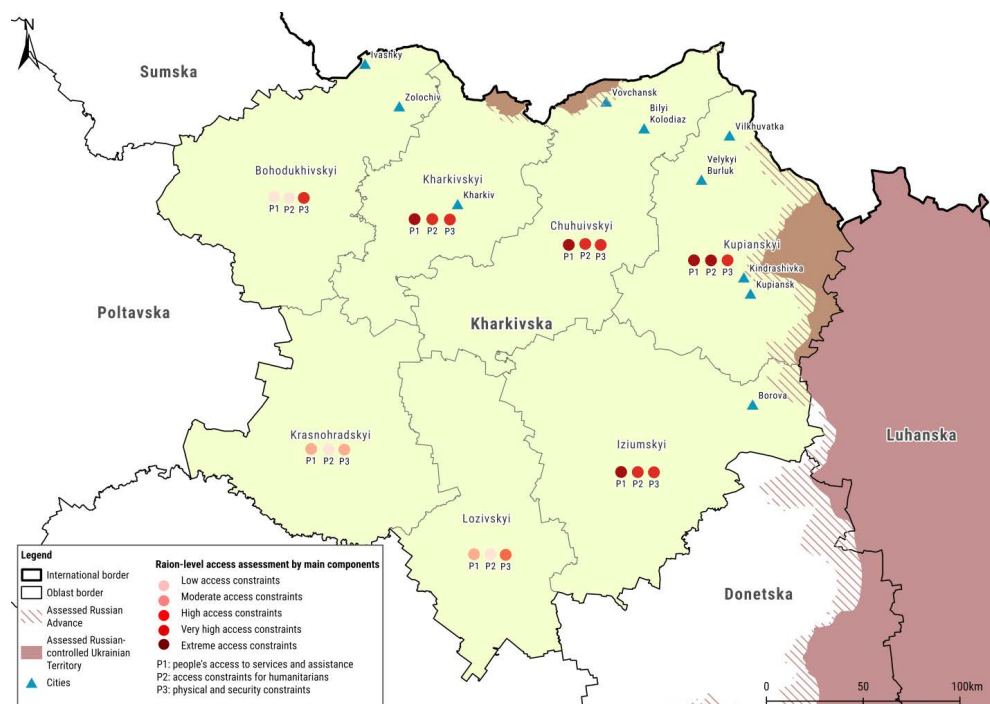 N
Ivashky
Sumska
Zolochiv
Vovchansk
Bilyi
Kolodiaz
Vilkhuvatka
Velykyi
Burluk
Bohodukhivskyi
P1 P2 P3
Kharkivskyi
Kharkiv
P1 P2 P3
Chuhuivskyi
P1 P2 P3
Kupianskyi
P1 P2 P3
Kindrashivka
Kupiansk
Poltavska
Kharkivska
Borova
Luhanska
Krasnohradskyi
P1 P2 P3
Iziumskyi
P1 P2 P3
Lozivskyi
P1 P2 P3
Donetska
Legend
International border
Oblast border
Assessed Russian
Advance
Assessed Russian-
controlled Ukrainian
Territory
Cities
Raion-level access assessment by main components
Low access constraints
Moderate access constraints
High access constraints
Very high access constraints
Extreme access constraints
P1: people's access to services and assistance
P2: access constraints for humanitarians
P3: physical and security constraints
0 50 100km